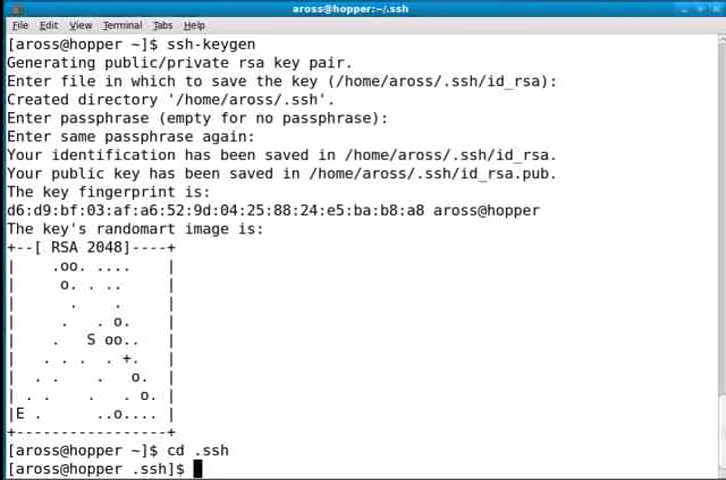 aross@hopper:~/.ssh
File Edit View Terminal Tabs Help
[aross@hopper ~]$ ssh-keygen
Generating public/private rsa key pair.
Enter file in which to save the key (/home/aross/.ssh/id_rsa):
Created directory '/home/aross/.ssh'.
Enter passphrase (empty for no passphrase):
Enter same passphrase again:
Your identification has been saved in /home/aross/.ssh/id_rsa.
Your public key has been saved in /home/aross/.ssh/id_rsa.pub.
The key fingerprint is:
d6:d9:bf:03:af:a6:52:9d:04:25:88:24:e5:ba:b8:a8 aross@hopper
The key's randomart image is:
+--[ RSA 2048]----+
|    .oo. ....    |
|     o. . ..     |
|      .    .     |
|     .   . o.    |
|    .   S oo..   |
|   . . .  . +.   |
|  . .    .   o.  |
| . .    .  . o.  |
|E .      ..o.... |
+-----------------+
[aross@hopper ~]$ cd .ssh
[aross@hopper .ssh]$